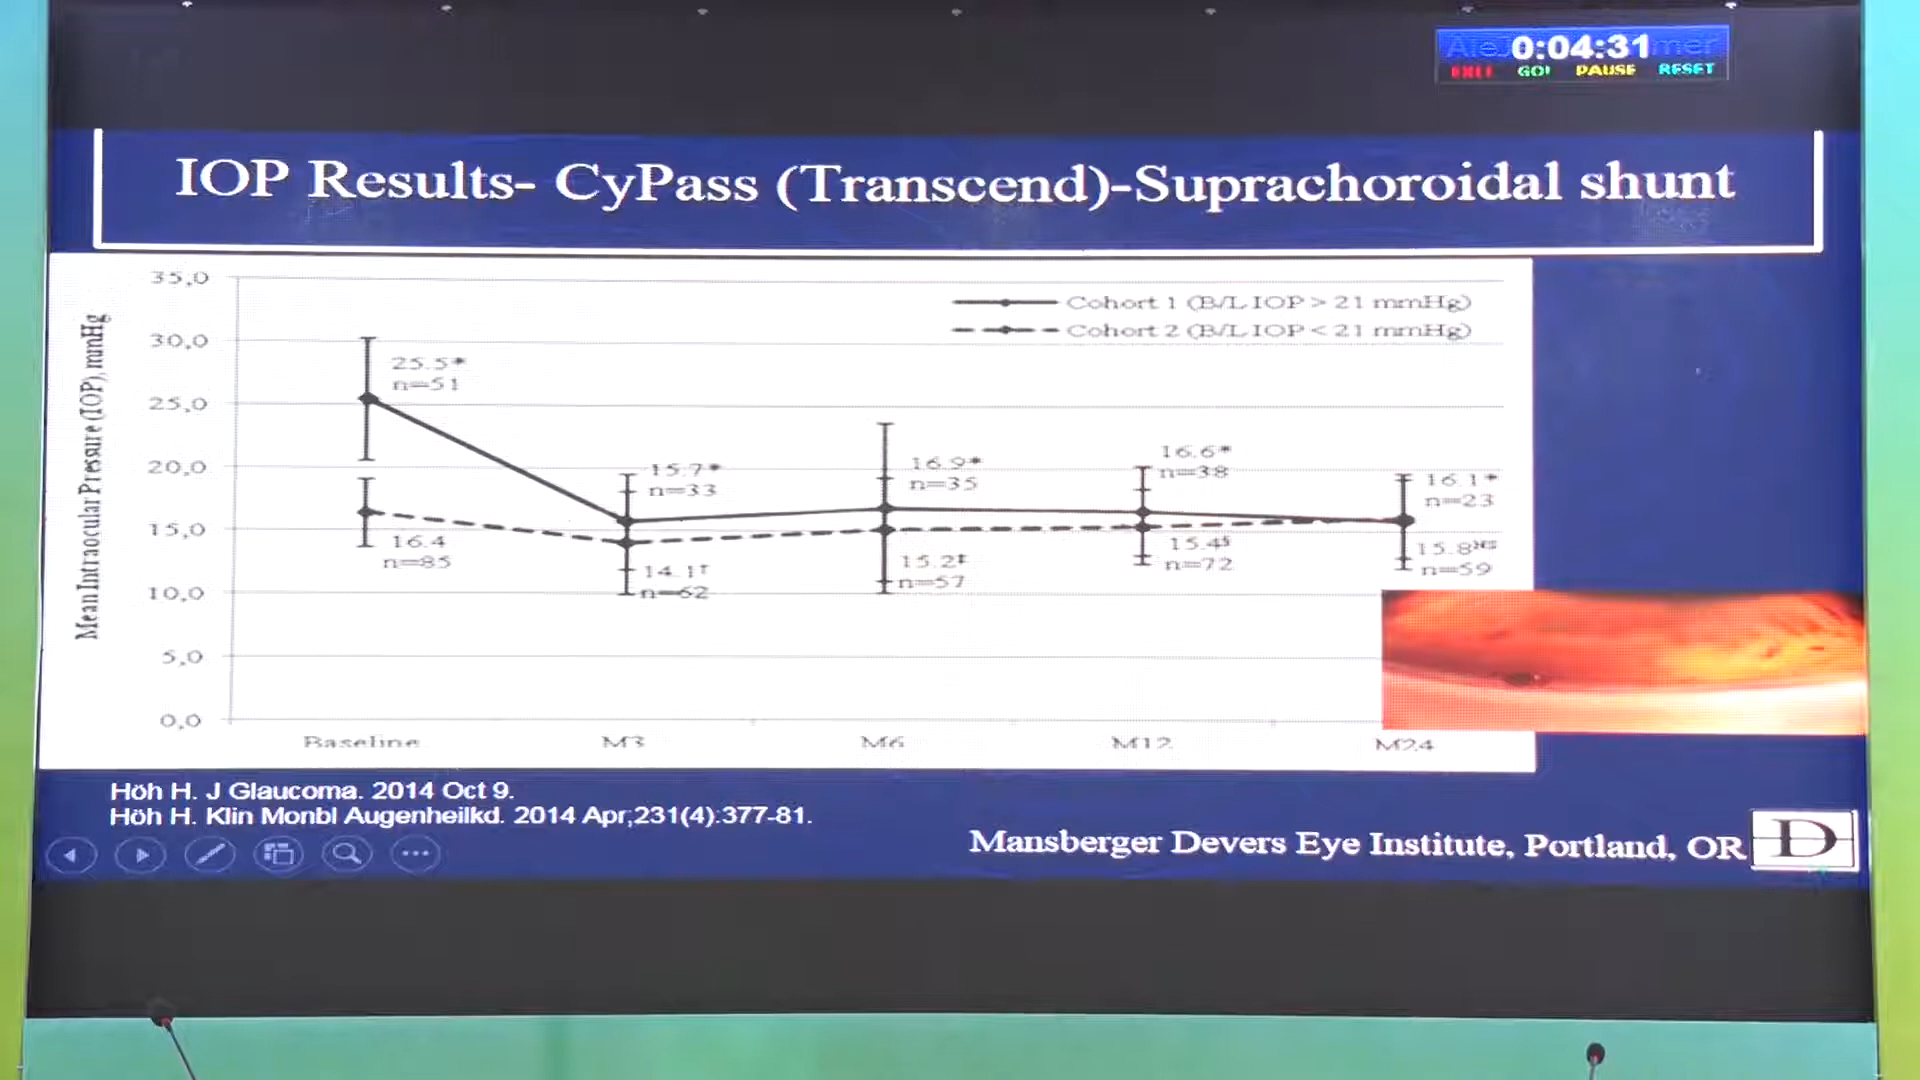 0:04:31
EXIT GO! PAUSE RESET
IOP Results- CyPass (Transcend)-Suprachoroidal shunt
35,0
30,0
25,0
20,0
15,0
10,0
5,0
0,0
Mean Intraocular Pressure (IOP), mmHg
Cohort 1 (B/L IOP > 21 mmHg)
Cohort 2 (B/L IOP < 21 mmHg)
25.5*
n=51
16.4
n=85
15.7*
n=33
14.1†
n=62
16.9*
n=35
15.2‡
n=57
16.6*
n=38
15.4§
n=72
16.1*
n=23
15.8
n=59
Baseline
M3
M6
M12
M24
Höh H. J Glaucoma. 2014 Oct 9.
Höh H. Klin Monbl Augenheilkd. 2014 Apr;231(4):377-81.
Mansberger Devers Eye Institute, Portland, OR
D